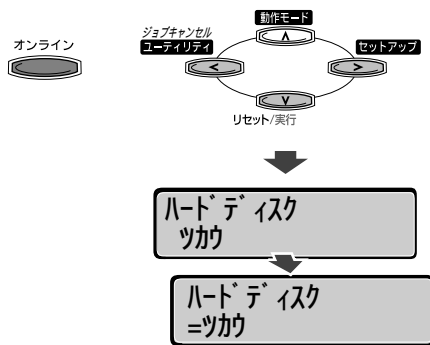 動作モード
ジョブキャンセル
オンライン
ユーティリティ
セットアップ
∧
<
>
∨
リセット/実行
ﾊｰﾄﾞﾃﾞｨｽｸ
ﾂｶｳ
ﾊｰﾄﾞﾃﾞｨｽｸ
=ﾂｶｳ